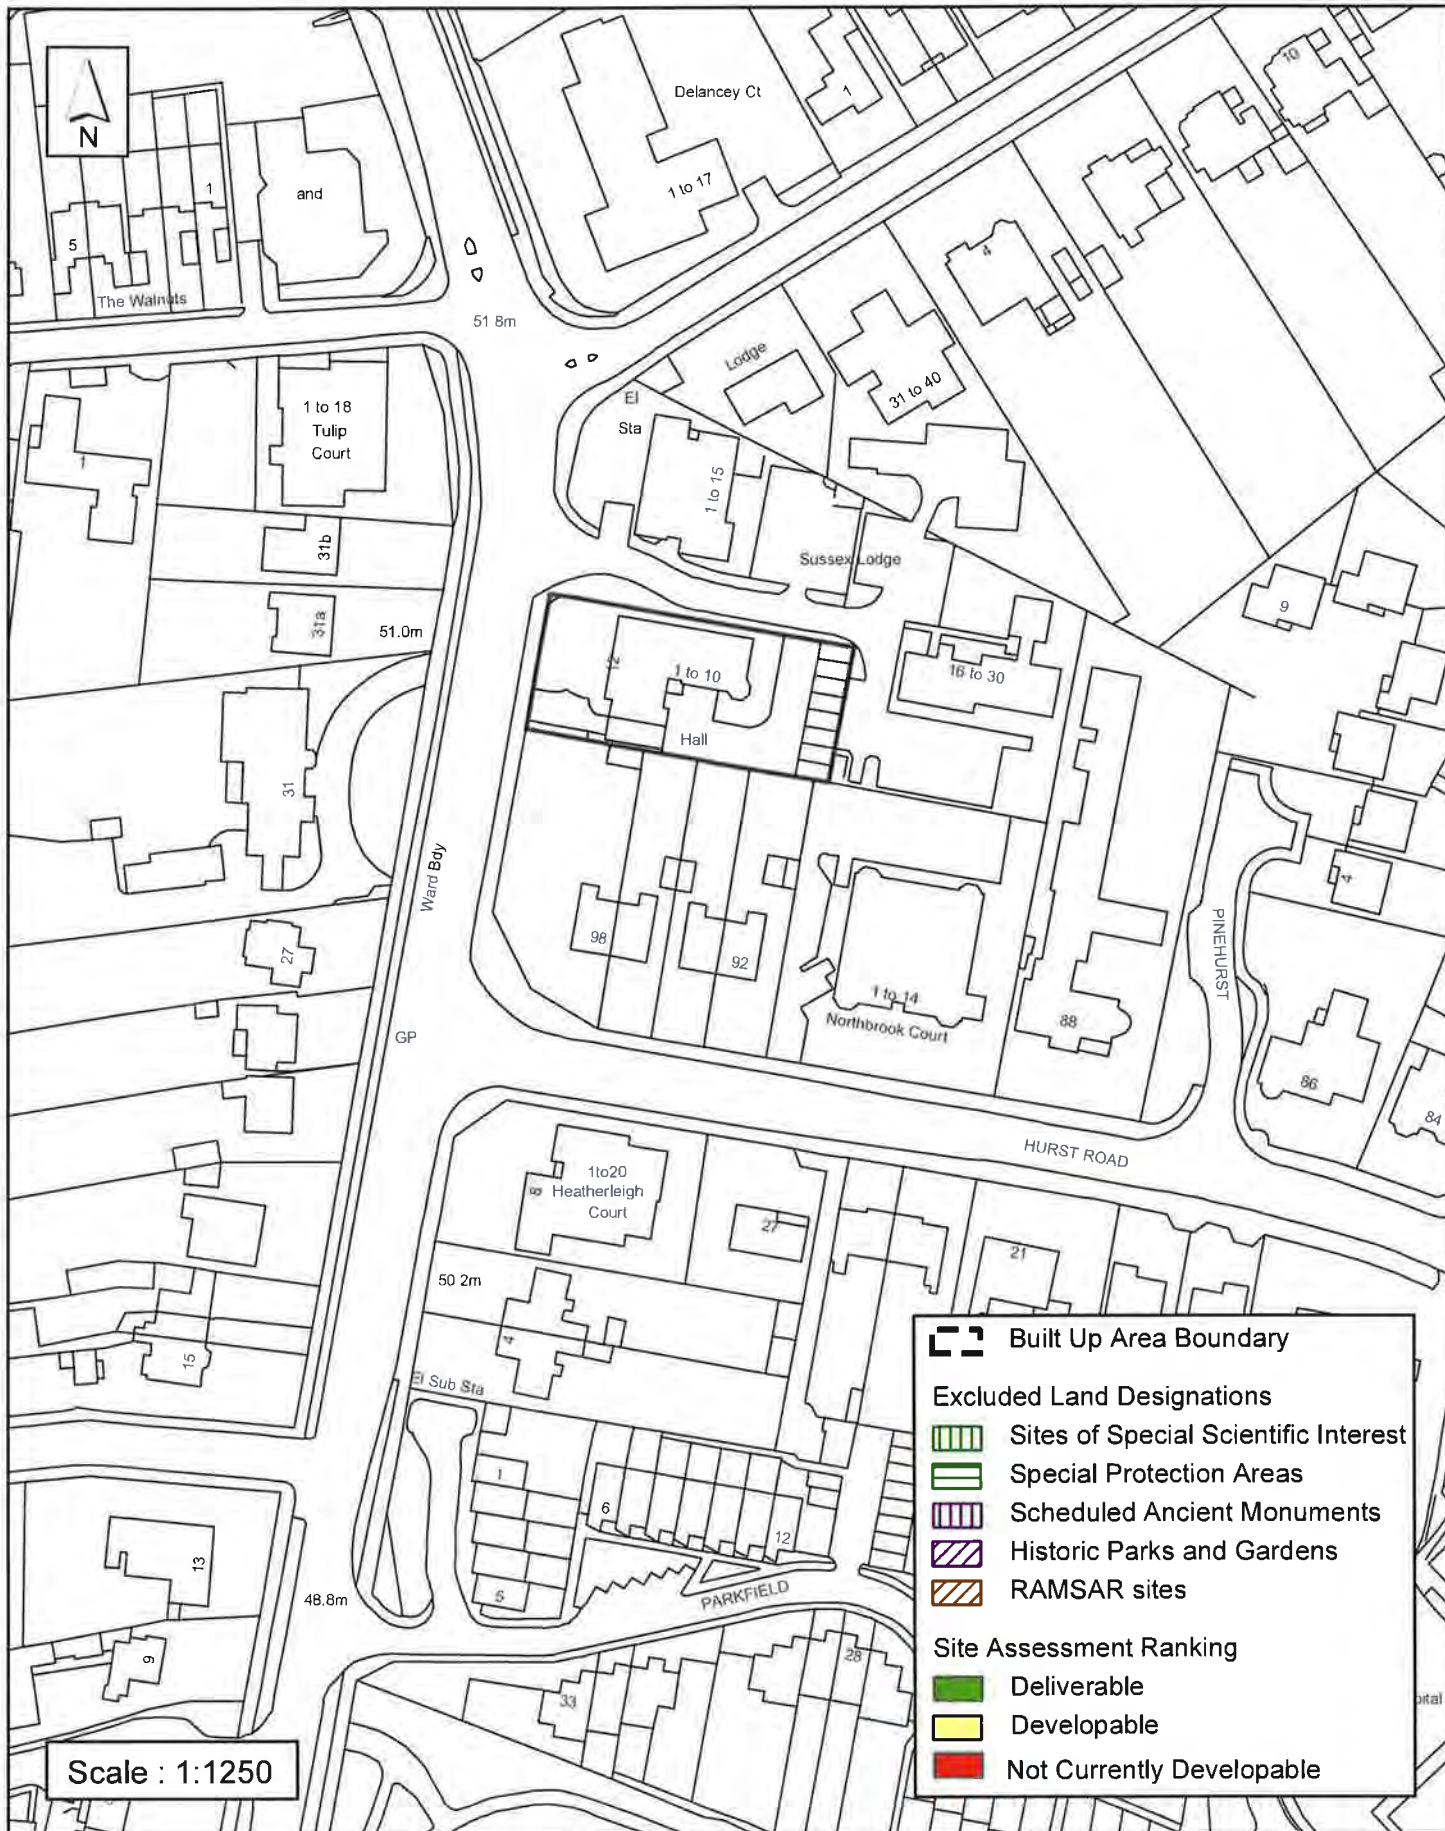 N
Delancey Ct
1
10
1 to 17
and
1
5
The Walnuts
51 8m
4
Lodge
31 to 40
El
Sta
1 to 18
Tulip
Court
1
1 to 15
31b
Sussex Lodge
31a
51.0m
9
12
1 to 10
16 to 30
Hall
31
Ward Bdy
4
98
92
27
PINEHURST
1 to 14
Northbrook Court
88
GP
86
84
HURST ROAD
1to20
Heatherleigh
Court
8
27
21
50 2m
4
15
El Sub Sta
1
6
12
13
5
48.8m
PARKFIELD
9
28
33
Scale : 1:1250
Built Up Area Boundary
Excluded Land Designations
Sites of Special Scientific Interest
Special Protection Areas
Scheduled Ancient Monuments
Historic Parks and Gardens
RAMSAR sites
Site Assessment Ranking
Deliverable
Developable
Not Currently Developable